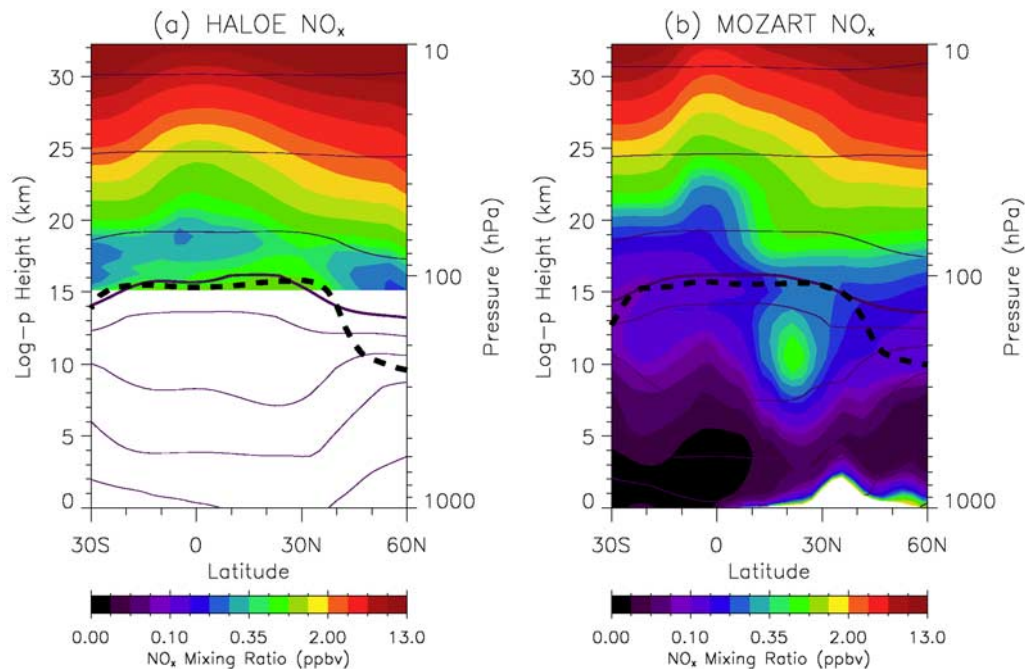 (a) HALOE NOx
(b) MOZART NOx
30
25
20
15
10
5
0
Log-p Height (km)
10
100
1000
Pressure (hPa)
30S 0 30N 60N
Latitude
0.00 0.10 0.35 2.00 13.0
NOx Mixing Ratio (ppbv)
30
25
20
15
10
5
0
Log-p Height (km)
10
100
1000
Pressure (hPa)
30S 0 30N 60N
Latitude
0.00 0.10 0.35 2.00 13.0
NOx Mixing Ratio (ppbv)